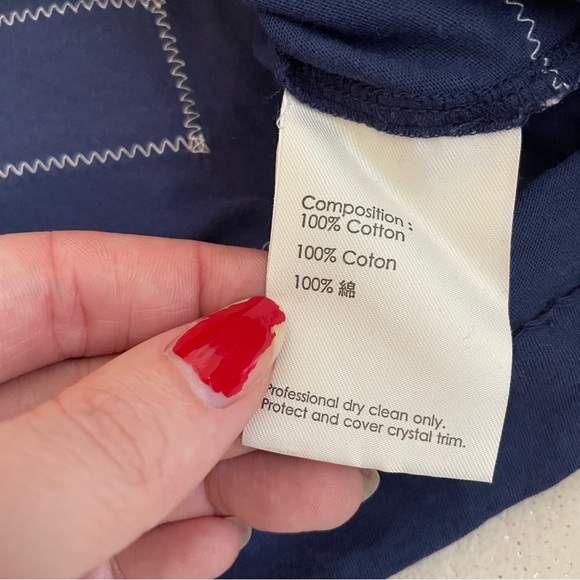 Composition :
100% Cotton
100% Coton
100% 綿
Professional dry clean only.
Protect and cover crystal trim.